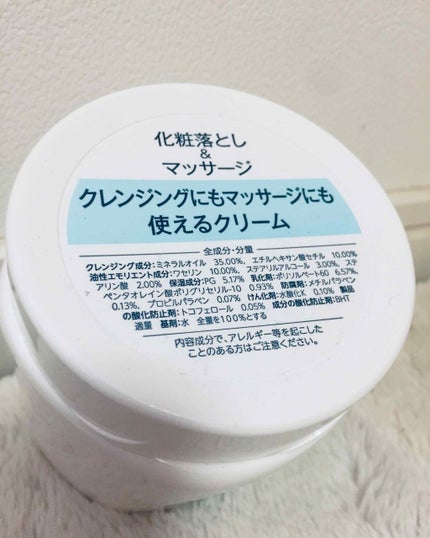 化粧落とし
&
マッサージ
クレンジングにもマッサージにも
使えるクリーム
全成分・分量
クレンジング成分:ミネラルオイル 35.00%、エチルヘキサン酸セチル 10.00%
油性エモリエント成分:ワセリン 10.00%、ステアリルアルコール 3.00%、ステ
アリン酸 2.00% 保湿成分:PG 5.17% 乳化剤:ポリソルベート60 6.57%、
ペンタオレイン酸ポリグリセリル-10 0.93% 防腐剤:メチルパラベン
0.13%、プロピルパラベン 0.07% けん化剤:水酸化K 0.10% 製品
の酸化防止剤:トコフェロール 0.05% 成分の酸化防止剤:BHT
適量 基剤:水 全量を100%とする
内容成分で、アレルギー等を起こした
ことのある方はご注意ください。